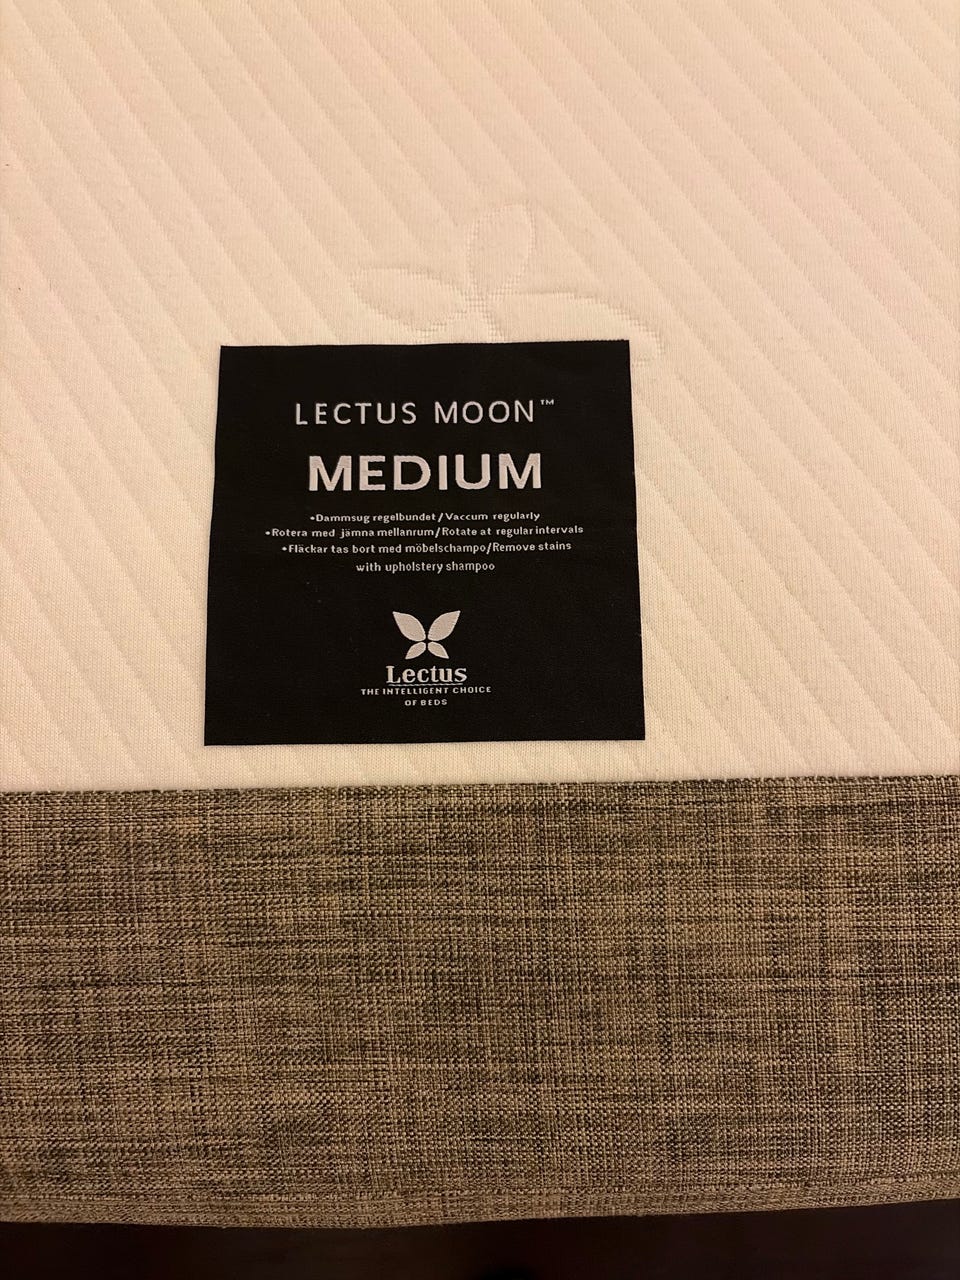 LECTUS MOON™
MEDIUM
•Dammsug regelbundet/Vaccum regularly
•Rotera med jämna mellanrum/Rotate at regular intervals
•Fläckar tas bort med möbelschampo/Remove stains
with upholstery shampoo
Lectus
THE INTELLIGENT CHOICE
OF BEDS